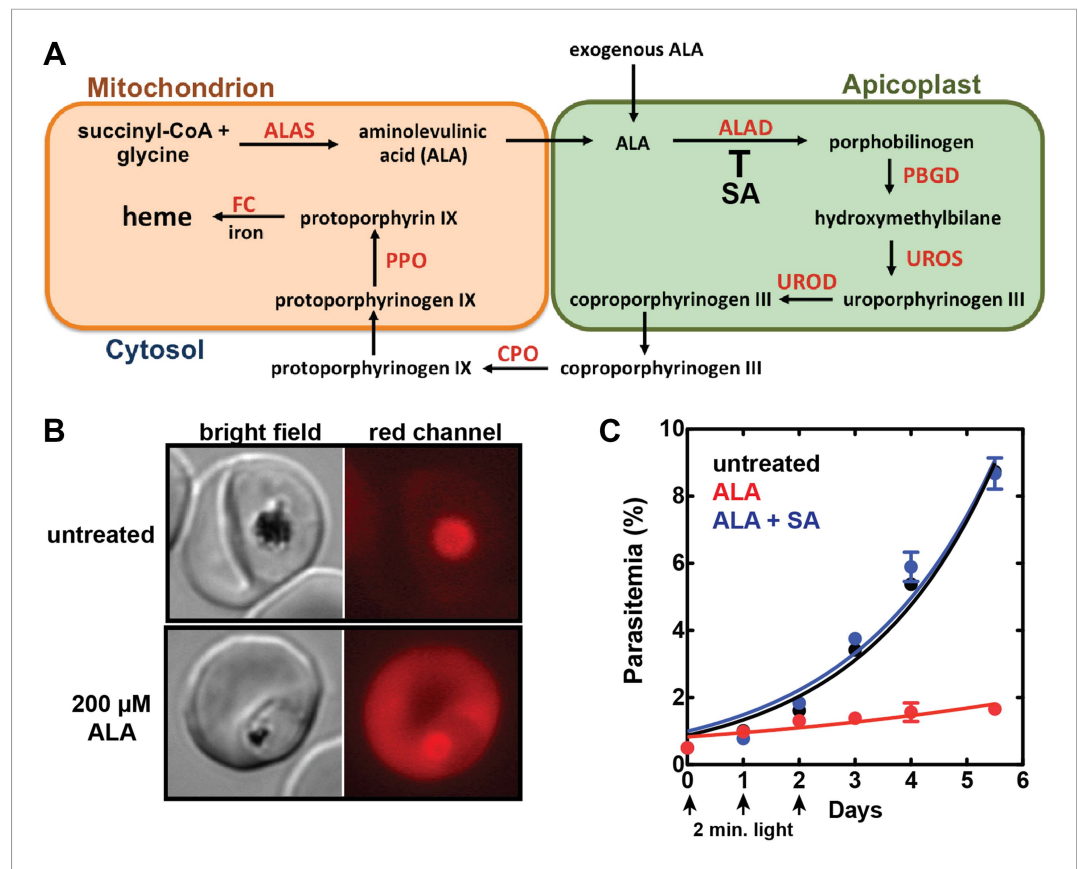 A
exogenous ALA
Mitochondrion
Apicoplast
succinyl-CoA +
glycine
ALAS
aminolevulinic
acid (ALA)
ALA
ALAD
porphobilinogen
SA
PBGD
heme
FC
iron
protoporphyrin IX
hydroxymethylbilane
PPO
UROS
protoporphyrinogen IX
coproporphyrinogen III
UROD
uroporphyrinogen III
Cytosol
protoporphyrinogen IX
CPO
coproporphyrinogen III
B
bright field
red channel
untreated
200 µM
ALA
C
10
8
6
4
2
0
Parasitemia (%)
untreated
ALA
ALA + SA
0 1 2 3 4 5 6
Days
2 min. light